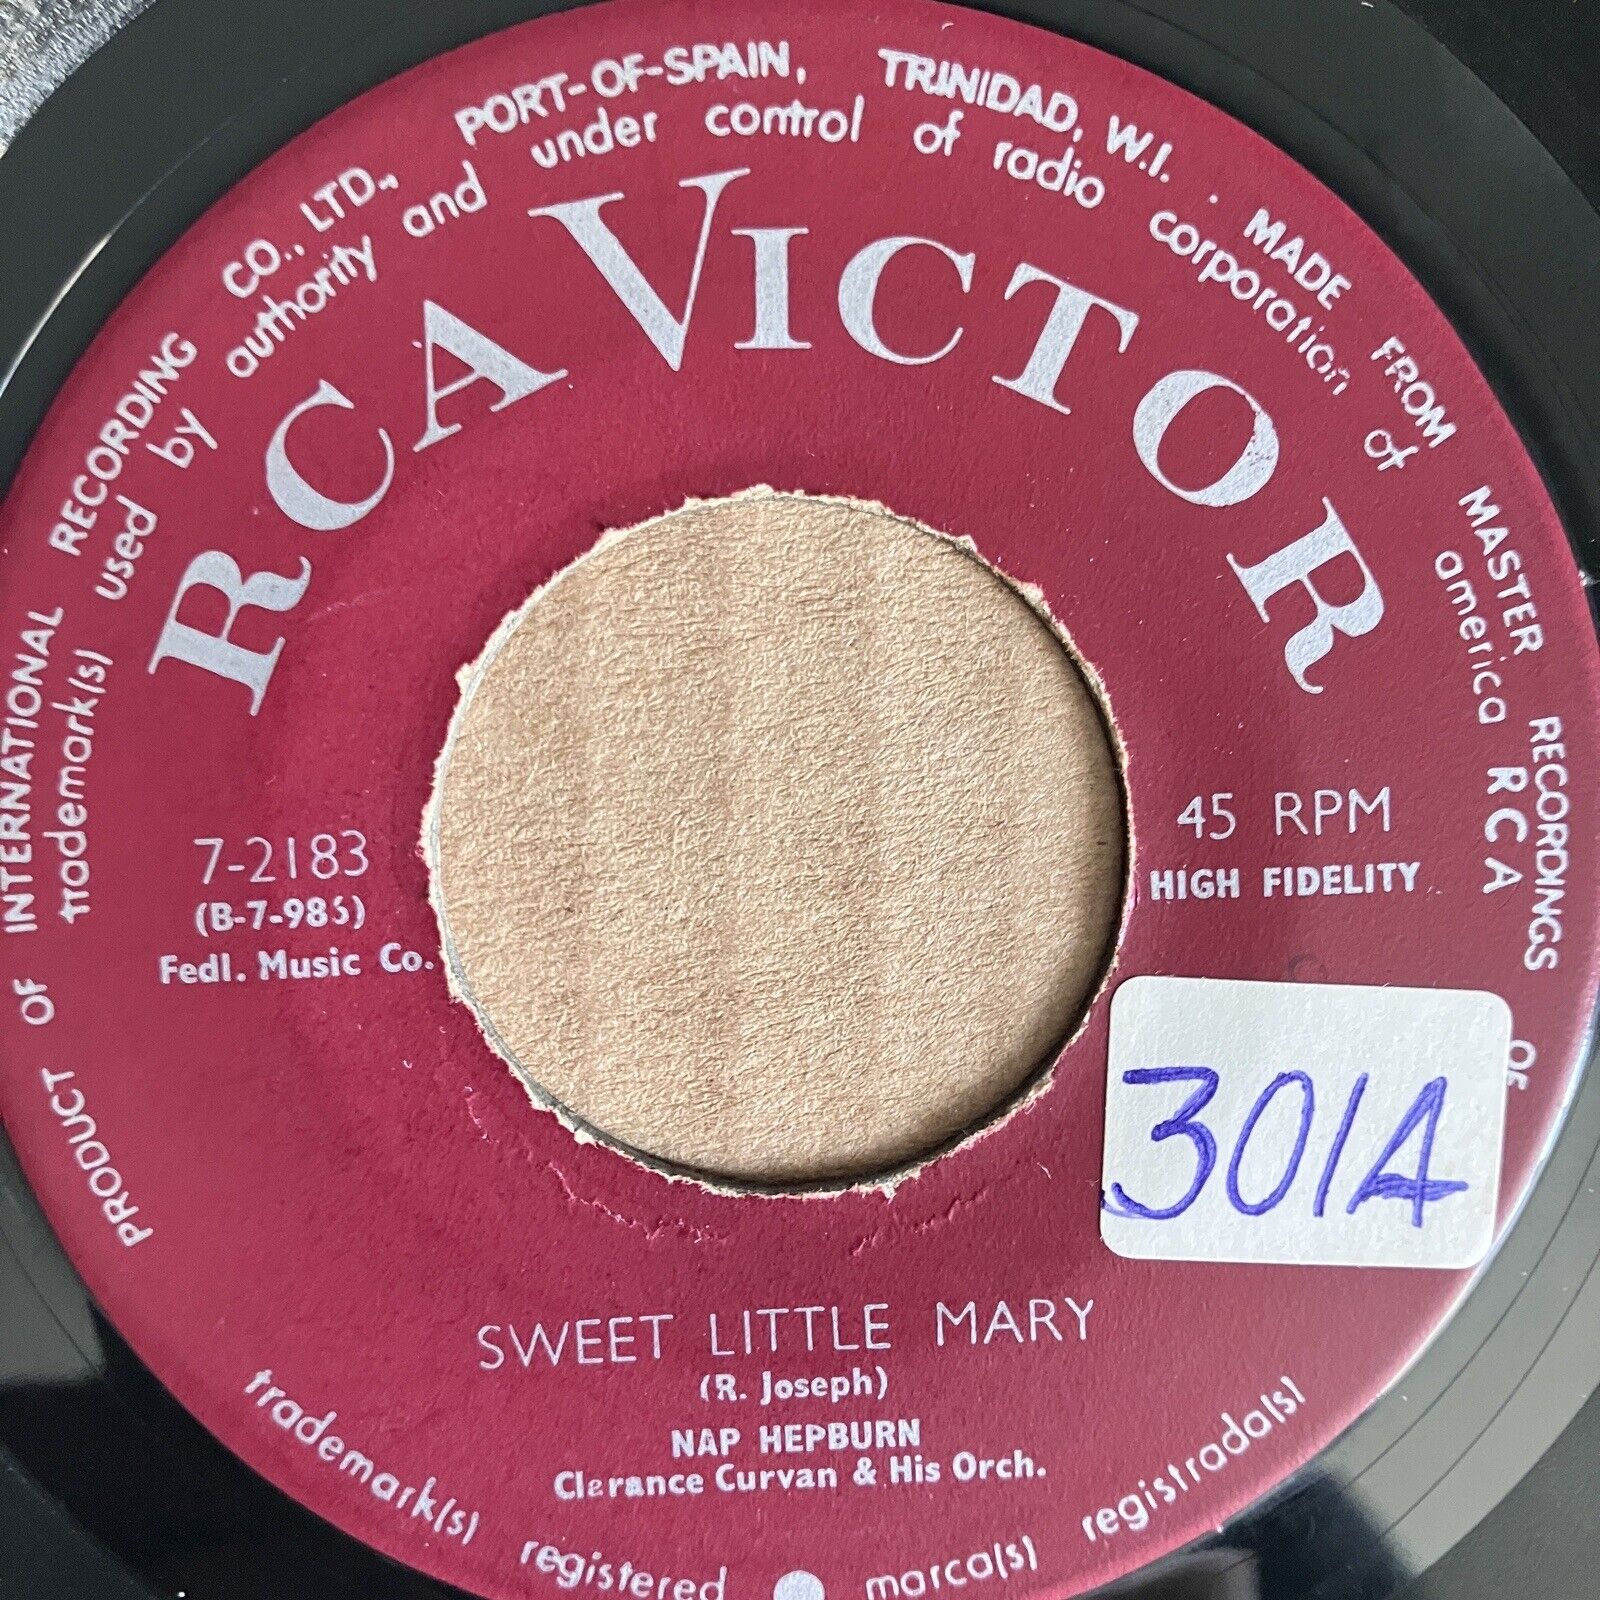 PRODUCT OF INTERNATIONAL RECORDING CO., LTD., PORT-OF-SPAIN, TRINIDAD, W.I. . MADE FROM MASTER RECORDINGS OF
trademark(s) used by authority and under control of radio corporation of america RCA
RCA VICTOR
7-2183
(B-7-985)
Fedl. Music Co.
45 RPM
HIGH FIDELITY
301A
SWEET LITTLE MARY
(R. Joseph)
NAP HEPBURN
Clerance Curvan & His Orch.
trademark(s) registered marca(s) registrada(s)